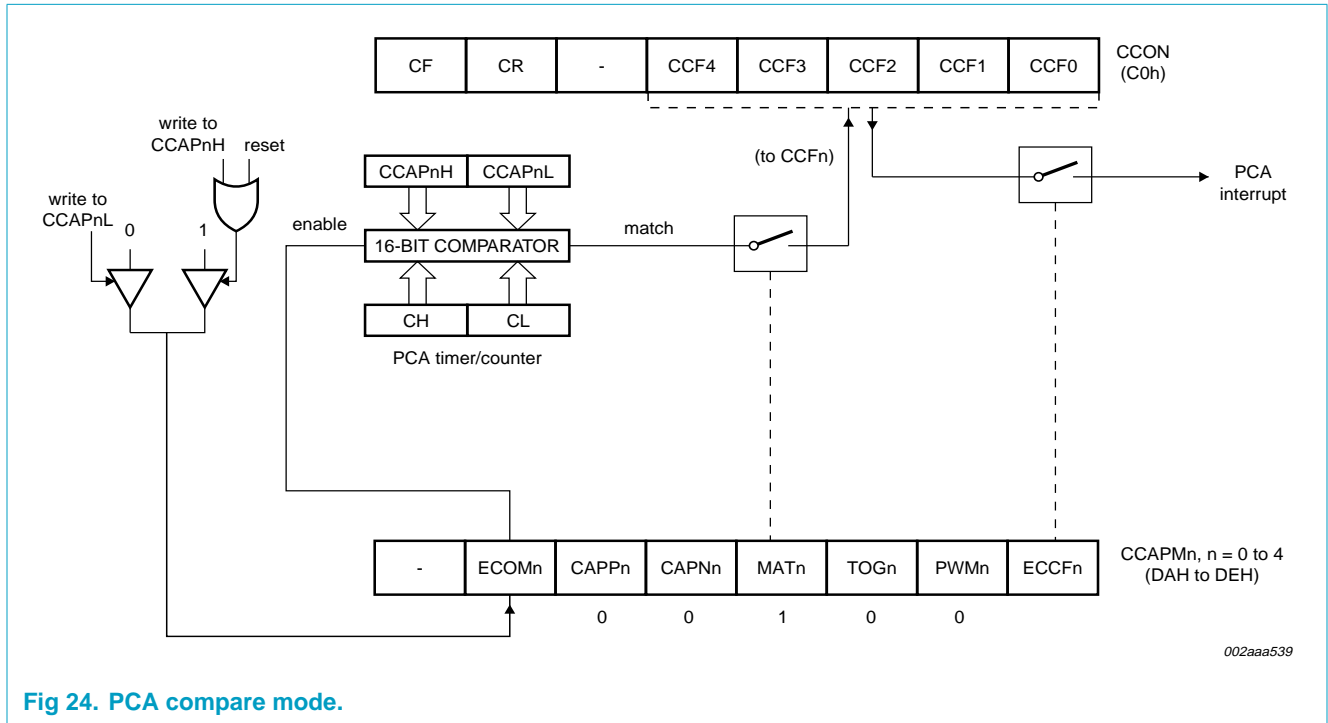 CF CR - CCF4 CCF3 CCF2 CCF1 CCF0
CCON
(C0h)
write to
CCAPnH
reset
write to
CCAPnL
0
1
enable
CCAPnH CCAPnL
16-BIT COMPARATOR
CH CL
PCA timer/counter
match
(to CCFn)
PCA
interrupt
- ECOMn CAPPn CAPNn MATn TOGn PWMn ECCFn
CCAPMn, n = 0 to 4
(DAH to DEH)
0 0 1 0 0
002aaa539
Fig 24. PCA compare mode.